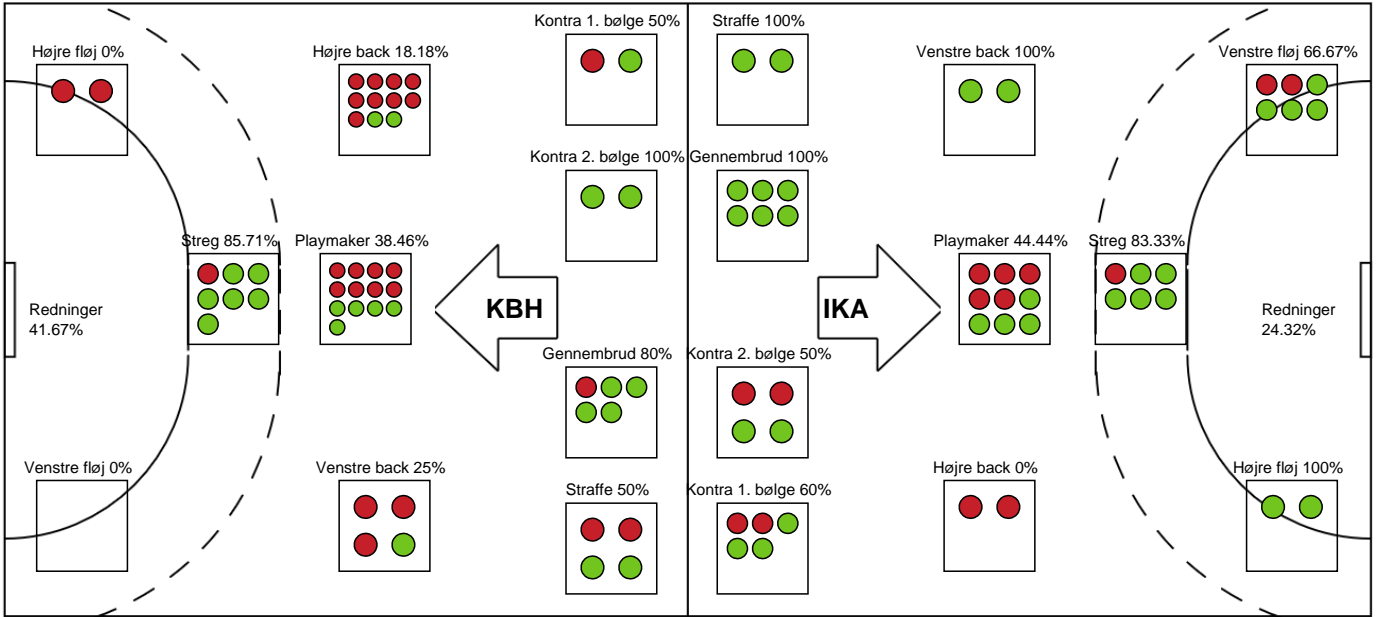 Kontra 1. bølge 50%
Straffe 100%
Højre fløj 0%
Højre back 18.18%
Venstre back 100%
Venstre fløj 66.67%
Kontra 2. bølge 100%
Gennembrud 100%
Streg 85.71%
Playmaker 38.46%
Playmaker 44.44%
Streg 83.33%
Redninger
41.67%
KBH
IKA
Redninger
24.32%
Gennembrud 80%
Kontra 2. bølge 50%
Venstre fløj 0%
Venstre back 25%
Højre back 0%
Højre fløj 100%
Straffe 50%
Kontra 1. bølge 60%